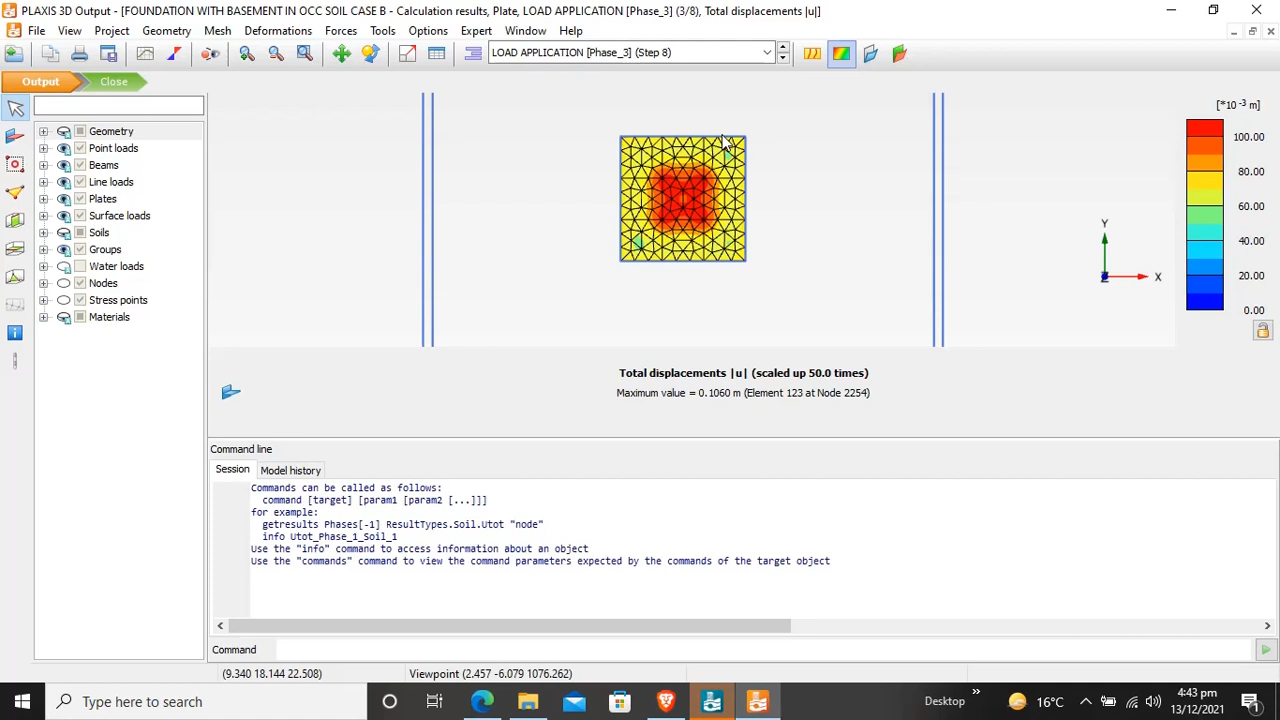 PLAXIS 3D Output - [FOUNDATION WITH BASEMENT IN OCC SOIL CASE B - Calculation results, Plate, LOAD APPLICATION [Phase_3] (3/8), Total displacements |u|]
File View Project Geometry Mesh Deformations Forces Tools Options Expert Window Help
LOAD APPLICATION [Phase_3] (Step 8)
Output Close
Geometry
Point loads
Beams
Line loads
Plates
Surface loads
Soils
Groups
Water loads
Nodes
Stress points
Materials
[*10⁻³ m]
100.00
80.00
60.00
40.00
20.00
0.00
Y
X
Z
Total displacements |u| (scaled up 50.0 times)
Maximum value = 0.1060 m (Element 123 at Node 2254)
Command line
Session Model history
Commands can be called as follows:
command [target] [param1 [param2 [...]]]
for example:
getresults Phases[-1] ResultTypes.Soil.Utot "node"
info Utot_Phase_1_Soil_1
Use the "info" command to access information about an object
Use the "commands" command to view the command parameters expected by the commands of the target object
Command
(9.340 18.144 22.508) Viewpoint (2.457 -6.079 1076.262)
Type here to search
Desktop
16°C
4:43 pm
13/12/2021
1